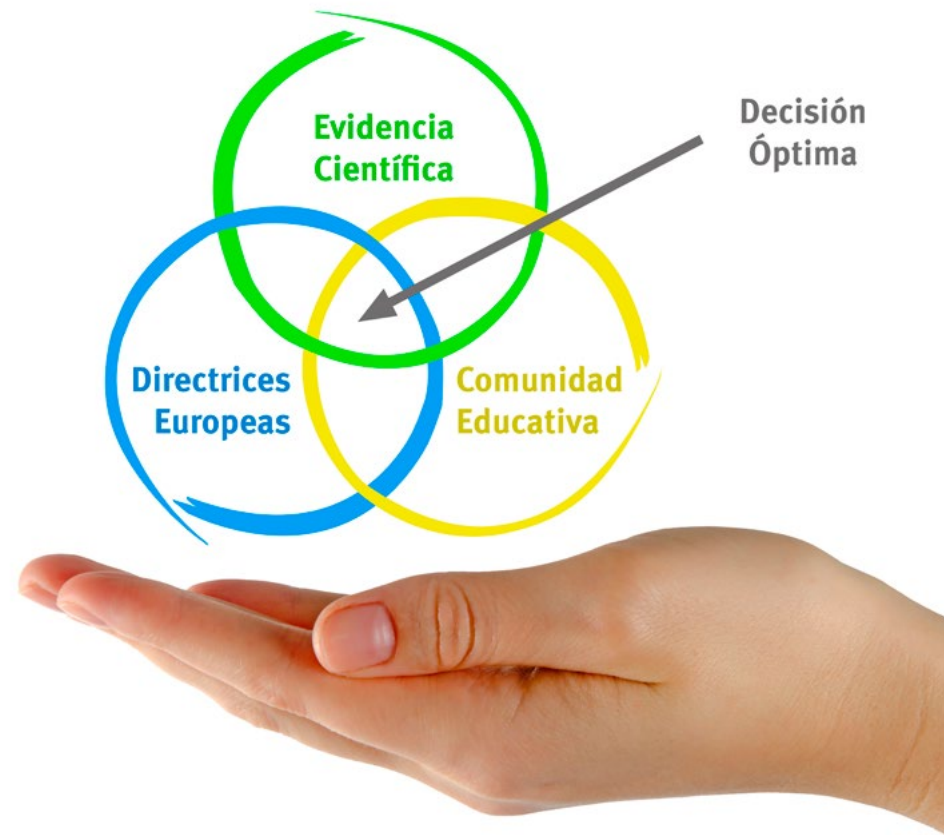 Evidencia
Científica
Decisión
Óptima
Directrices
Europeas
Comunidad
Educativa